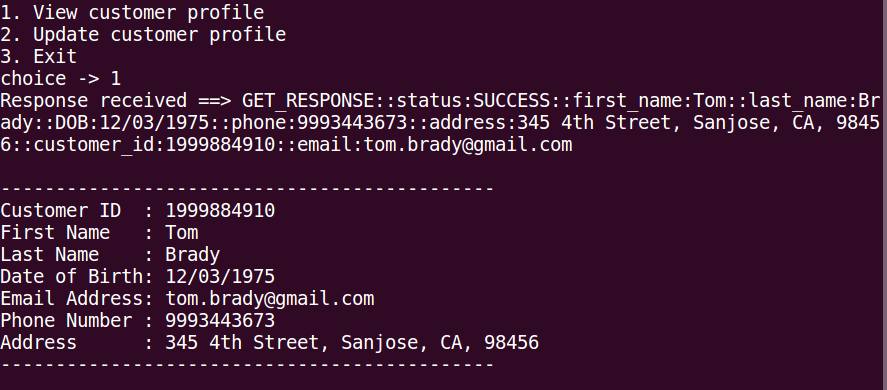 1. View customer profile
2. Update customer profile
3. Exit
choice -> 1
Response received ==> GET_RESPONSE::status:SUCCESS::first_name:Tom::last_name:Br
ady::DOB:12/03/1975::phone:9993443673::address:345 4th Street, Sanjose, CA, 9845
6::customer_id:1999884910::email:tom.brady@gmail.com
---------------------------------------------
Customer ID  : 1999884910
First Name   : Tom
Last Name    : Brady
Date of Birth: 12/03/1975
Email Address: tom.brady@gmail.com
Phone Number : 9993443673
Address      : 345 4th Street, Sanjose, CA, 98456
---------------------------------------------